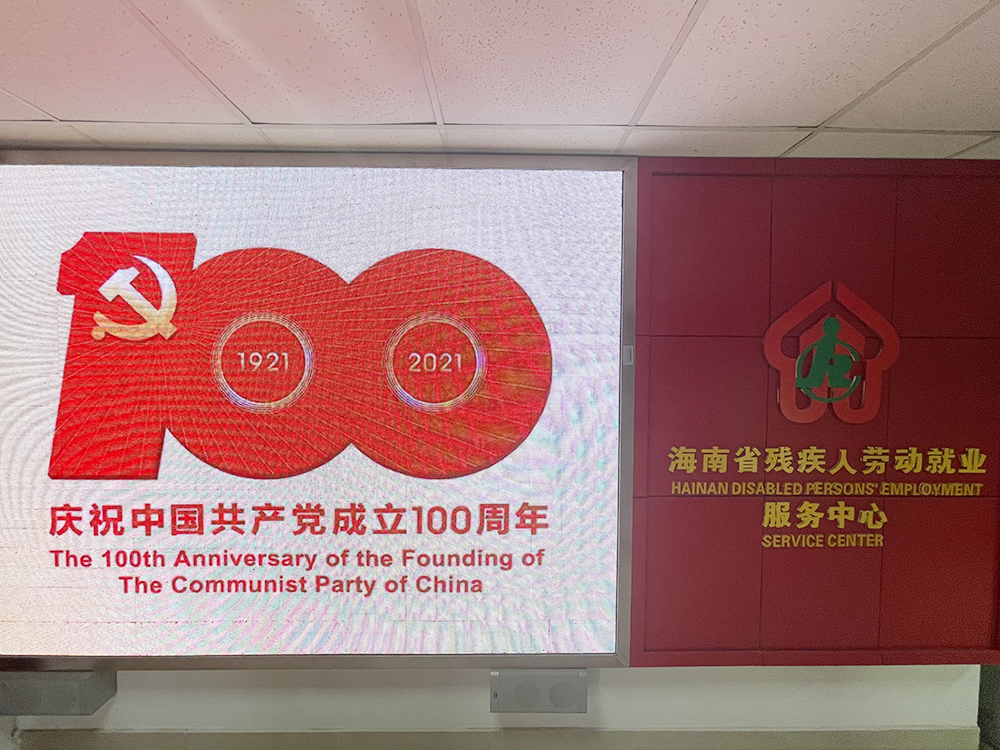 1921
2021
庆祝中国共产党成立100周年
The 100th Anniversary of the Founding of
The Communist Party of China
海南省残疾人劳动就业
HAINAN DISABLED PERSONS' EMPLOYMENT
服务中心
SERVICE CENTER